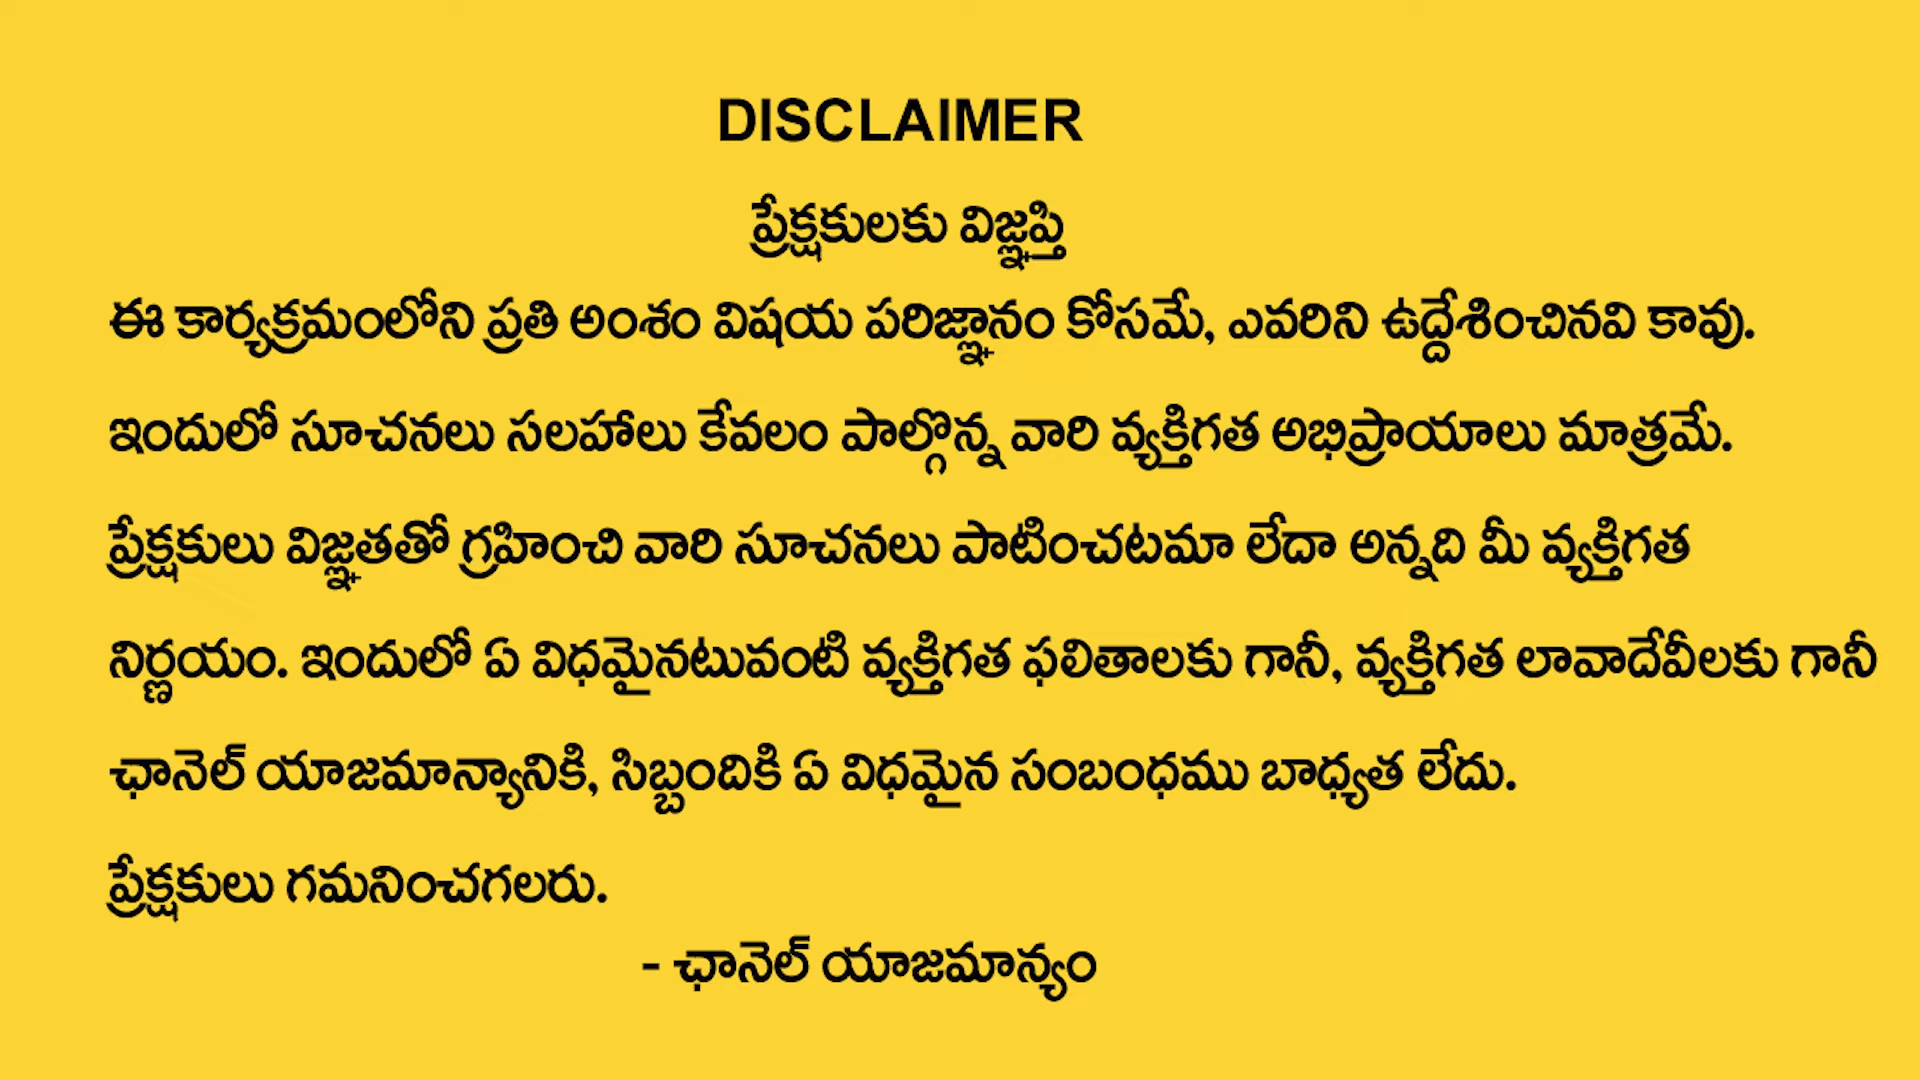 DISCLAIMER
ప్రేక్షకులకు విజ్ఞప్తి
ఈ కార్యక్రమంలోని ప్రతి అంశం విషయ పరిజ్ఞానం కోసమే, ఎవరిని ఉద్దేశించినవి కావు.
ఇందులో సూచనలు సలహాలు కేవలం పాల్గొన్న వారి వ్యక్తిగత అభిప్రాయాలు మాత్రమే.
ప్రేక్షకులు విజ్ఞతతో గ్రహించి వారి సూచనలు పాటించటమా లేదా అన్నది మీ వ్యక్తిగత
నిర్ణయం. ఇందులో ఏ విధమైనటువంటి వ్యక్తిగత ఫలితాలకు గానీ, వ్యక్తిగత లావాదేవీలకు గానీ
ఛానెల్ యాజమాన్యానికి, సిబ్బందికి ఏ విధమైన సంబంధము బాధ్యత లేదు.
ప్రేక్షకులు గమనించగలరు.
- ఛానెల్ యాజమాన్యం